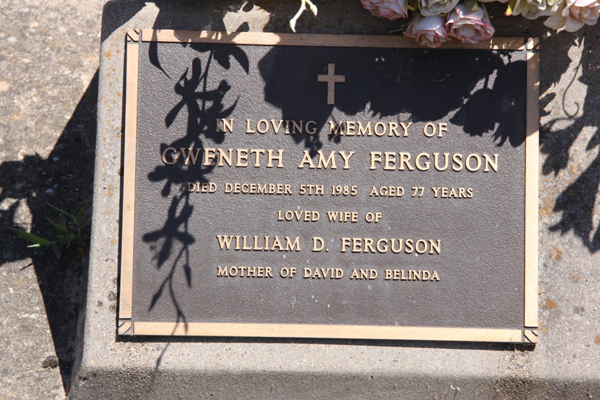 IN LOVING MEMORY OF
GWENETH AMY FERGUSON
DIED DECEMBER 5TH 1985 AGED 77 YEARS
LOVED WIFE OF
WILLIAM D. FERGUSON
MOTHER OF DAVID AND BELINDA